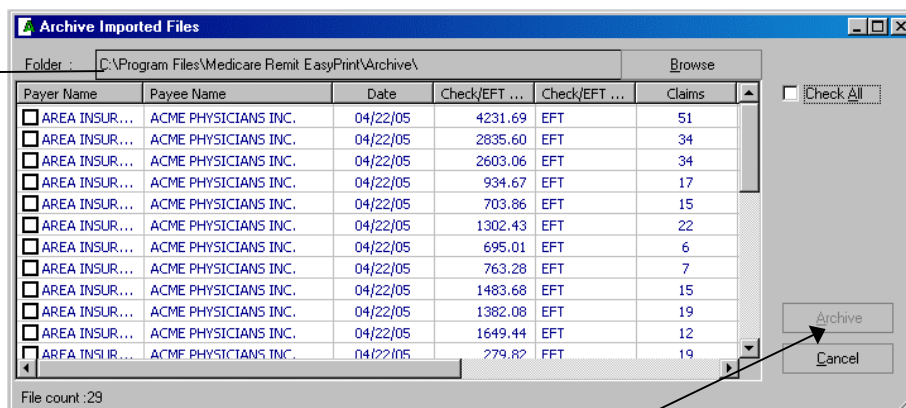 Archive Imported Files
Folder : C:\Program Files\Medicare Remit EasyPrint\Archive\ Browse
Payer Name Payee Name Date Check/EFT ... Check/EFT ... Claims
Check All
AREA INSUR... ACME PHYSICIANS INC. 04/22/05 4231.69 EFT 51
AREA INSUR... ACME PHYSICIANS INC. 04/22/05 2835.60 EFT 34
AREA INSUR... ACME PHYSICIANS INC. 04/22/05 2603.06 EFT 34
AREA INSUR... ACME PHYSICIANS INC. 04/22/05 934.67 EFT 17
AREA INSUR... ACME PHYSICIANS INC. 04/22/05 703.86 EFT 15
AREA INSUR... ACME PHYSICIANS INC. 04/22/05 1302.43 EFT 22
AREA INSUR... ACME PHYSICIANS INC. 04/22/05 695.01 EFT 6
AREA INSUR... ACME PHYSICIANS INC. 04/22/05 763.28 EFT 7
AREA INSUR... ACME PHYSICIANS INC. 04/22/05 1483.68 EFT 15
AREA INSUR... ACME PHYSICIANS INC. 04/22/05 1382.08 EFT 19
AREA INSUR... ACME PHYSICIANS INC. 04/22/05 1649.44 EFT 12
AREA INSUR... ACME PHYSICIANS INC. 04/22/05 279.82 EFT 19
Archive
Cancel
File count :29